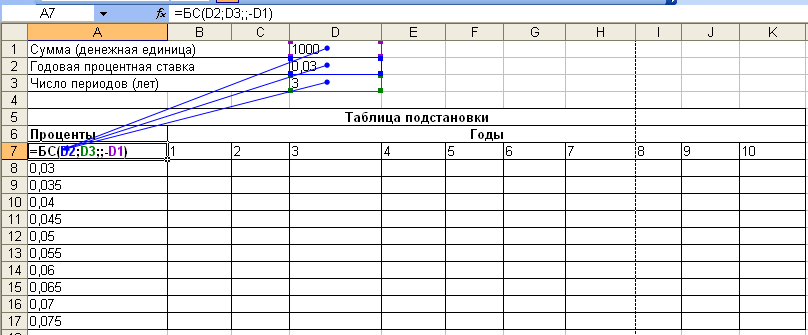 A7 fx =БС(D2;D3;;-D1)
A B C D E F G H I J K
1 Сумма (денежная единица) 1000
2 Годовая процентная ставка 0,03
3 Число периодов (лет) 3
4
5 Таблица подстановки
6 Проценты Годы
7 =БС(D2;D3;;-D1) 1 2 3 4 5 6 7 8 9 10
8 0,03
9 0,035
10 0,04
11 0,045
12 0,05
13 0,055
14 0,06
15 0,065
16 0,07
17 0,075